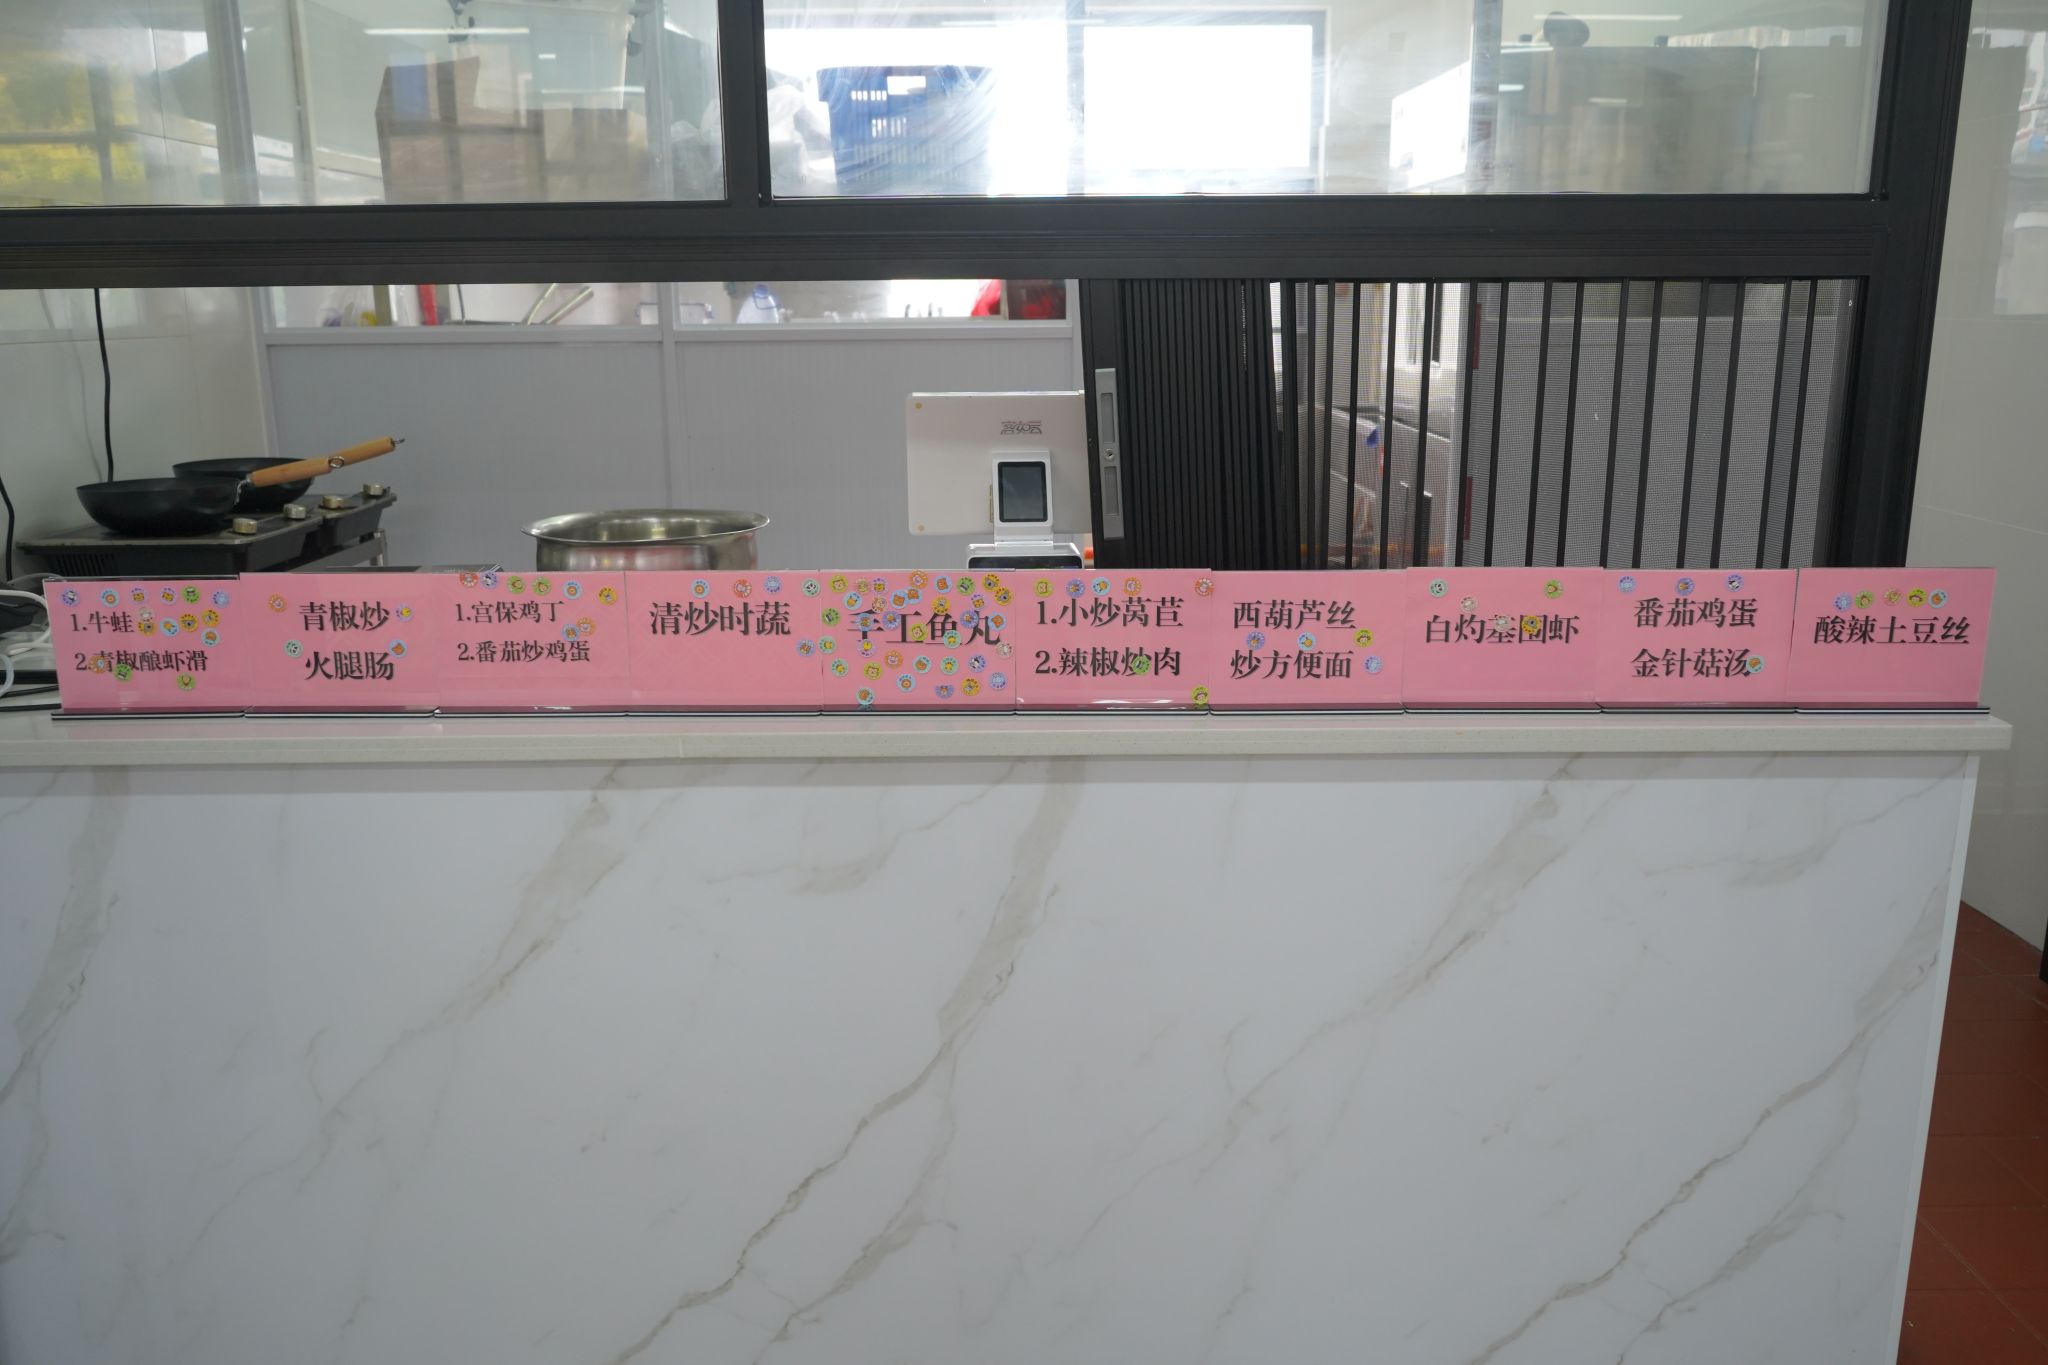 客如云
1.牛蛙
2.青椒酿虾滑
青椒炒
火腿肠
1.宫保鸡丁
2.番茄炒鸡蛋
清炒时蔬
手工鱼丸
1.小炒莴苣
2.辣椒炒肉
西葫芦丝
炒方便面
白灼基围虾
番茄鸡蛋
金针菇汤
酸辣土豆丝